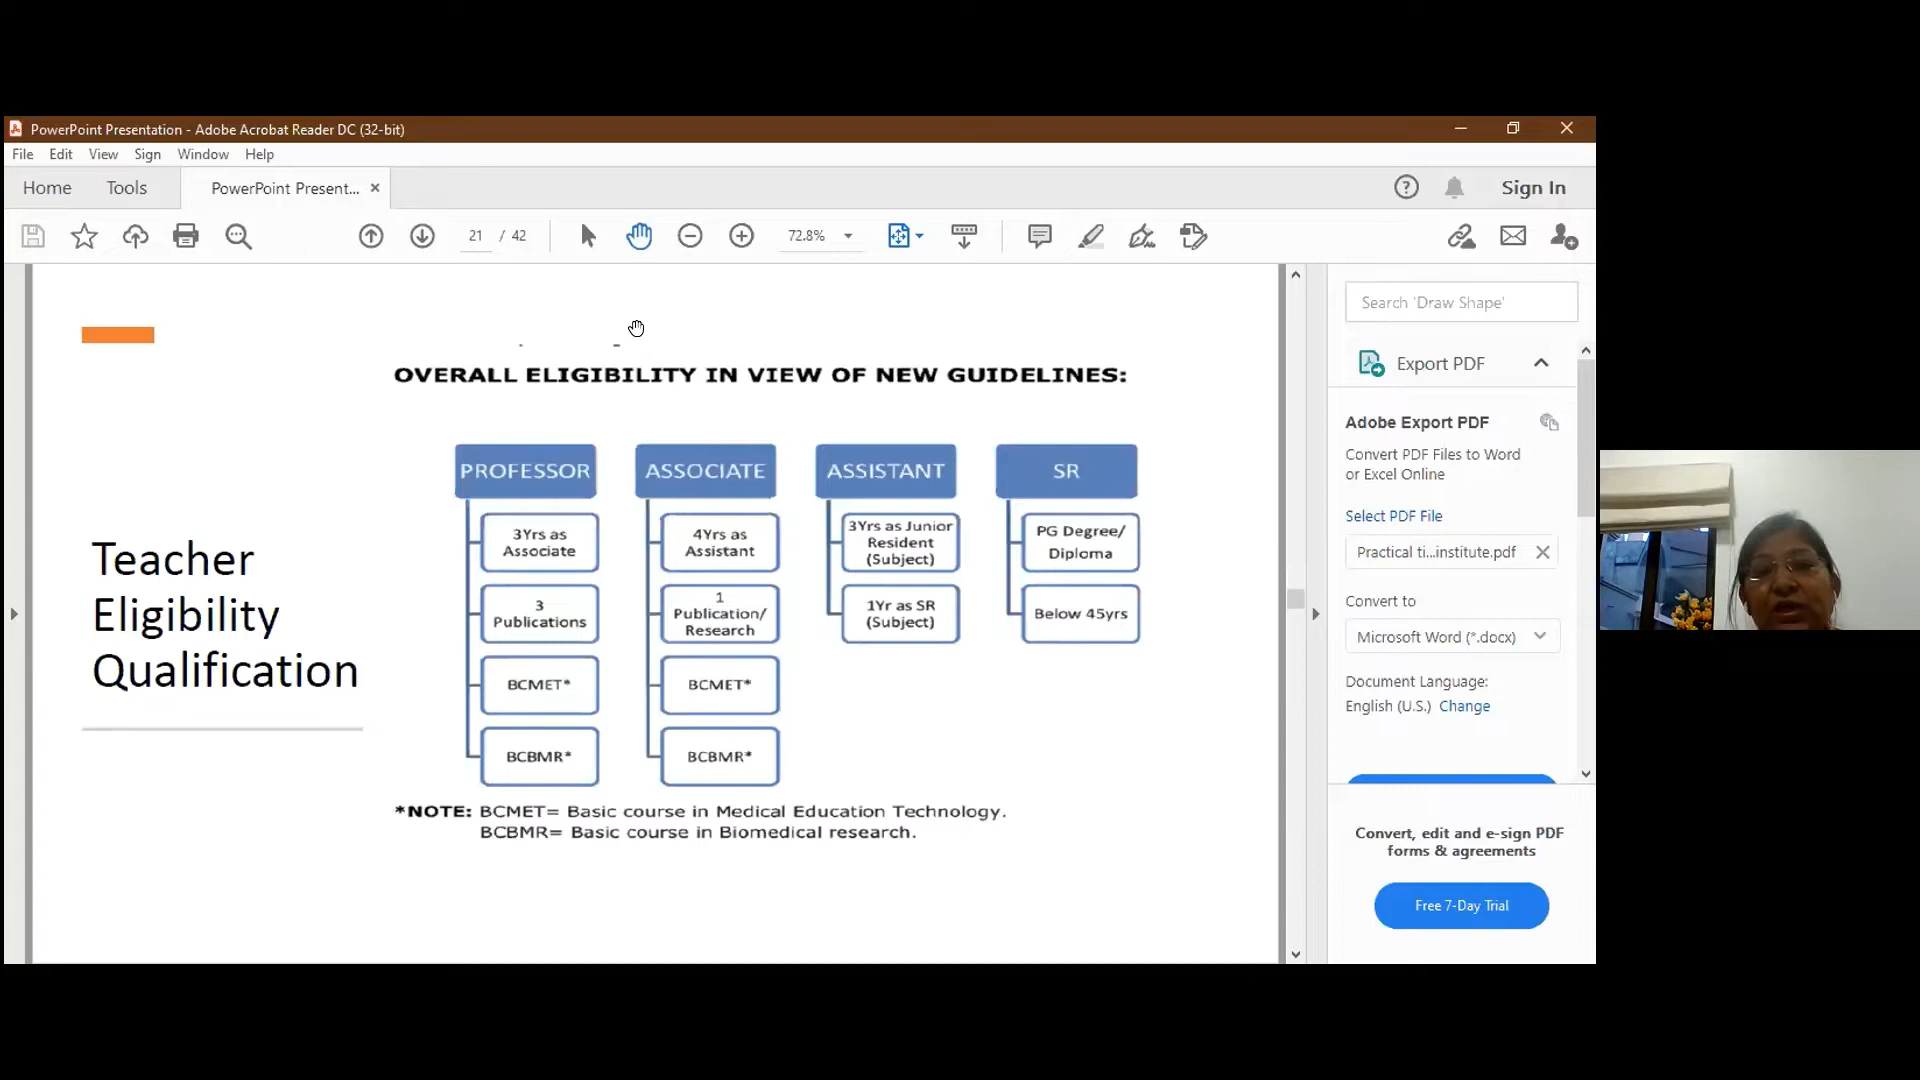 PowerPoint Presentation - Adobe Acrobat Reader DC (32-bit)
File Edit View Sign Window Help
Home Tools PowerPoint Present... Sign In
21 / 42 72.8%
OVERALL ELIGIBILITY IN VIEW OF NEW GUIDELINES:
Teacher
Eligibility
Qualification
PROFESSOR
3Yrs as
Associate
3
Publications
BCMET*
BCBMR*
ASSOCIATE
4Yrs as
Assistant
1
Publication/
Research
BCMET*
BCBMR*
ASSISTANT
3Yrs as Junior
Resident
(Subject)
1Yr as SR
(Subject)
SR
PG Degree/
Diploma
Below 45yrs
*NOTE: BCMET= Basic course in Medical Education Technology.
BCBMR= Basic course in Biomedical research.
Search 'Draw Shape'
Export PDF
Adobe Export PDF
Convert PDF Files to Word
or Excel Online
Select PDF File
Practical ti...institute.pdf
Convert to
Microsoft Word (*.docx)
Document Language:
English (U.S.) Change
Convert, edit and e-sign PDF
forms & agreements
Free 7-Day Trial